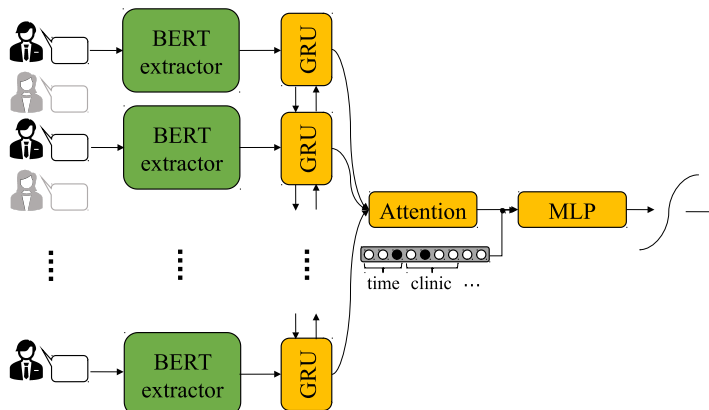 BERT
extractor
GRU
BERT
extractor
GRU
Attention
MLP
time
clinic
...
BERT
extractor
GRU